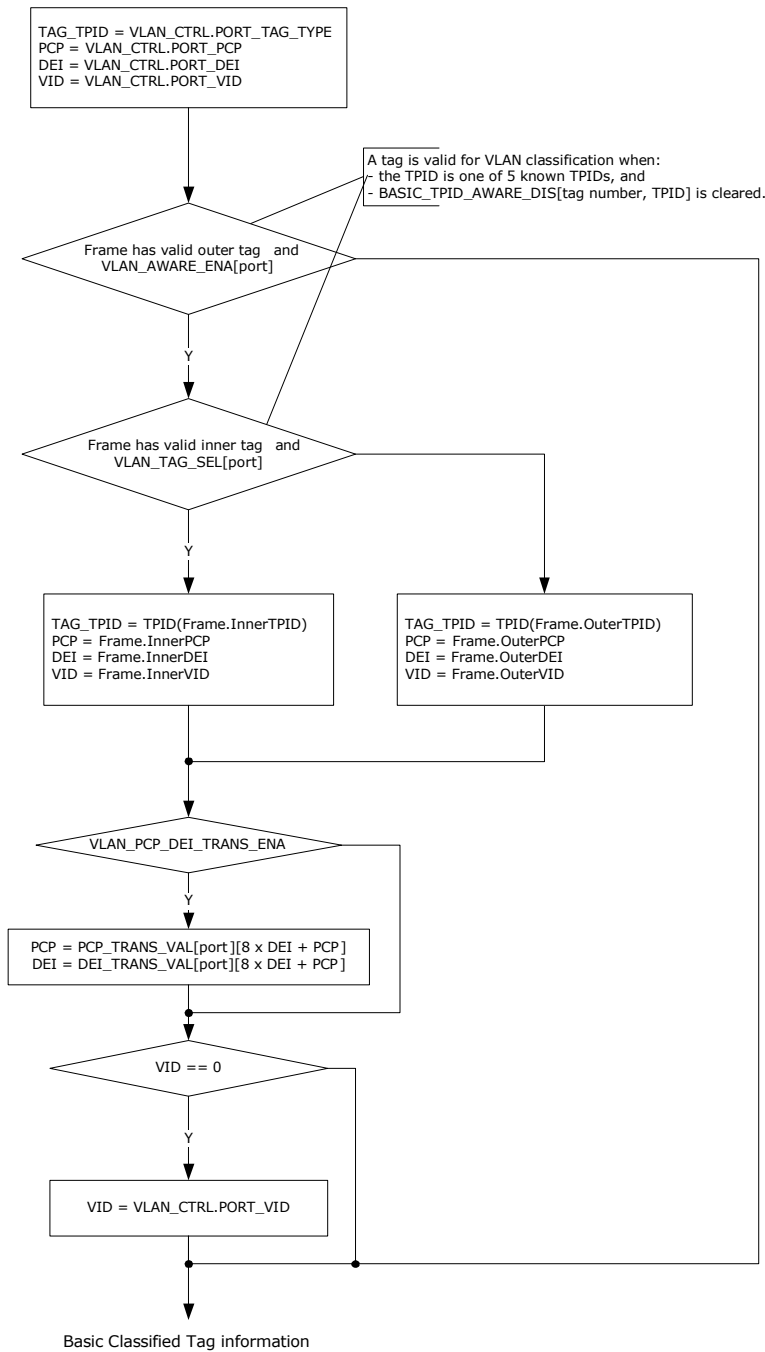 TAG_TPID = VLAN_CTRL.PORT_TAG_TYPE
PCP = VLAN_CTRL.PORT_PCP
DEI = VLAN_CTRL.PORT_DEI
VID = VLAN_CTRL.PORT_VID
A tag is valid for VLAN classification when:
- the TPID is one of 5 known TPIDs, and
- BASIC_TPID_AWARE_DIS[tag number, TPID] is cleared.
Frame has valid outer tag and
VLAN_AWARE_ENA[port]
Y
Frame has valid inner tag and
VLAN_TAG_SEL[port]
Y
TAG_TPID = TPID(Frame.InnerTPID)
PCP = Frame.InnerPCP
DEI = Frame.InnerDEI
VID = Frame.InnerVID
TAG_TPID = TPID(Frame.OuterTPID)
PCP = Frame.OuterPCP
DEI = Frame.OuterDEI
VID = Frame.OuterVID
VLAN_PCP_DEI_TRANS_ENA
Y
PCP = PCP_TRANS_VAL[port][8 x DEI + PCP]
DEI = DEI_TRANS_VAL[port][8 x DEI + PCP]
VID == 0
Y
VID = VLAN_CTRL.PORT_VID
Basic Classified Tag information